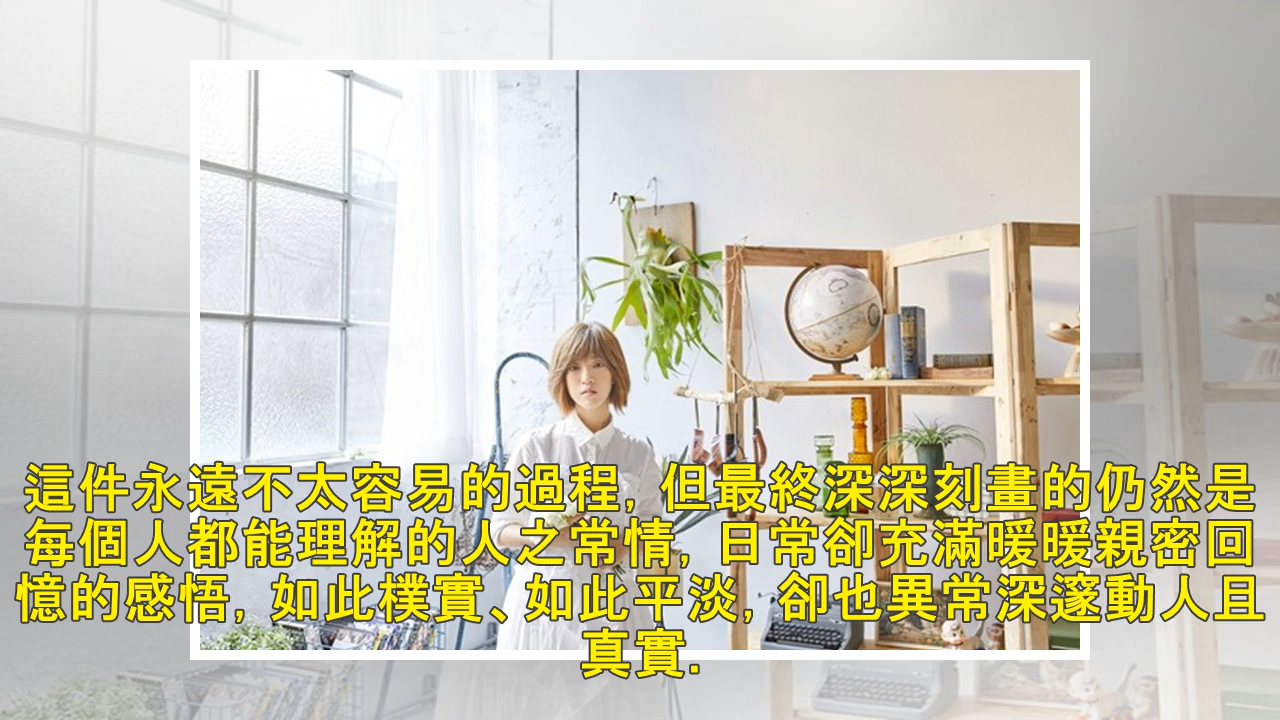 這件永遠不太容易的過程, 但最終深深刻畫的仍然是
每個人都能理解的人之常情, 日常卻充滿暖暖親密回
憶的感悟, 如此樸實、如此平淡, 卻也異常深邃動人且
真實.